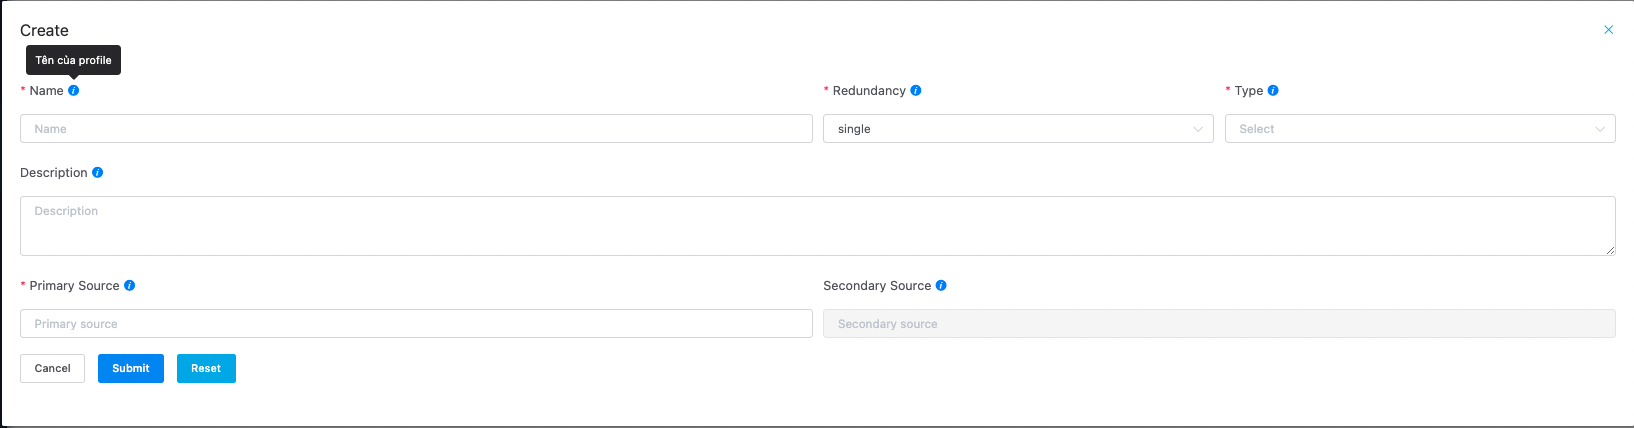 Create
Tên của profile
* Name
* Redundancy
* Type
Name
single
Select
Description
Description
* Primary Source
Secondary Source
Primary source
Secondary source
Cancel
Submit
Reset